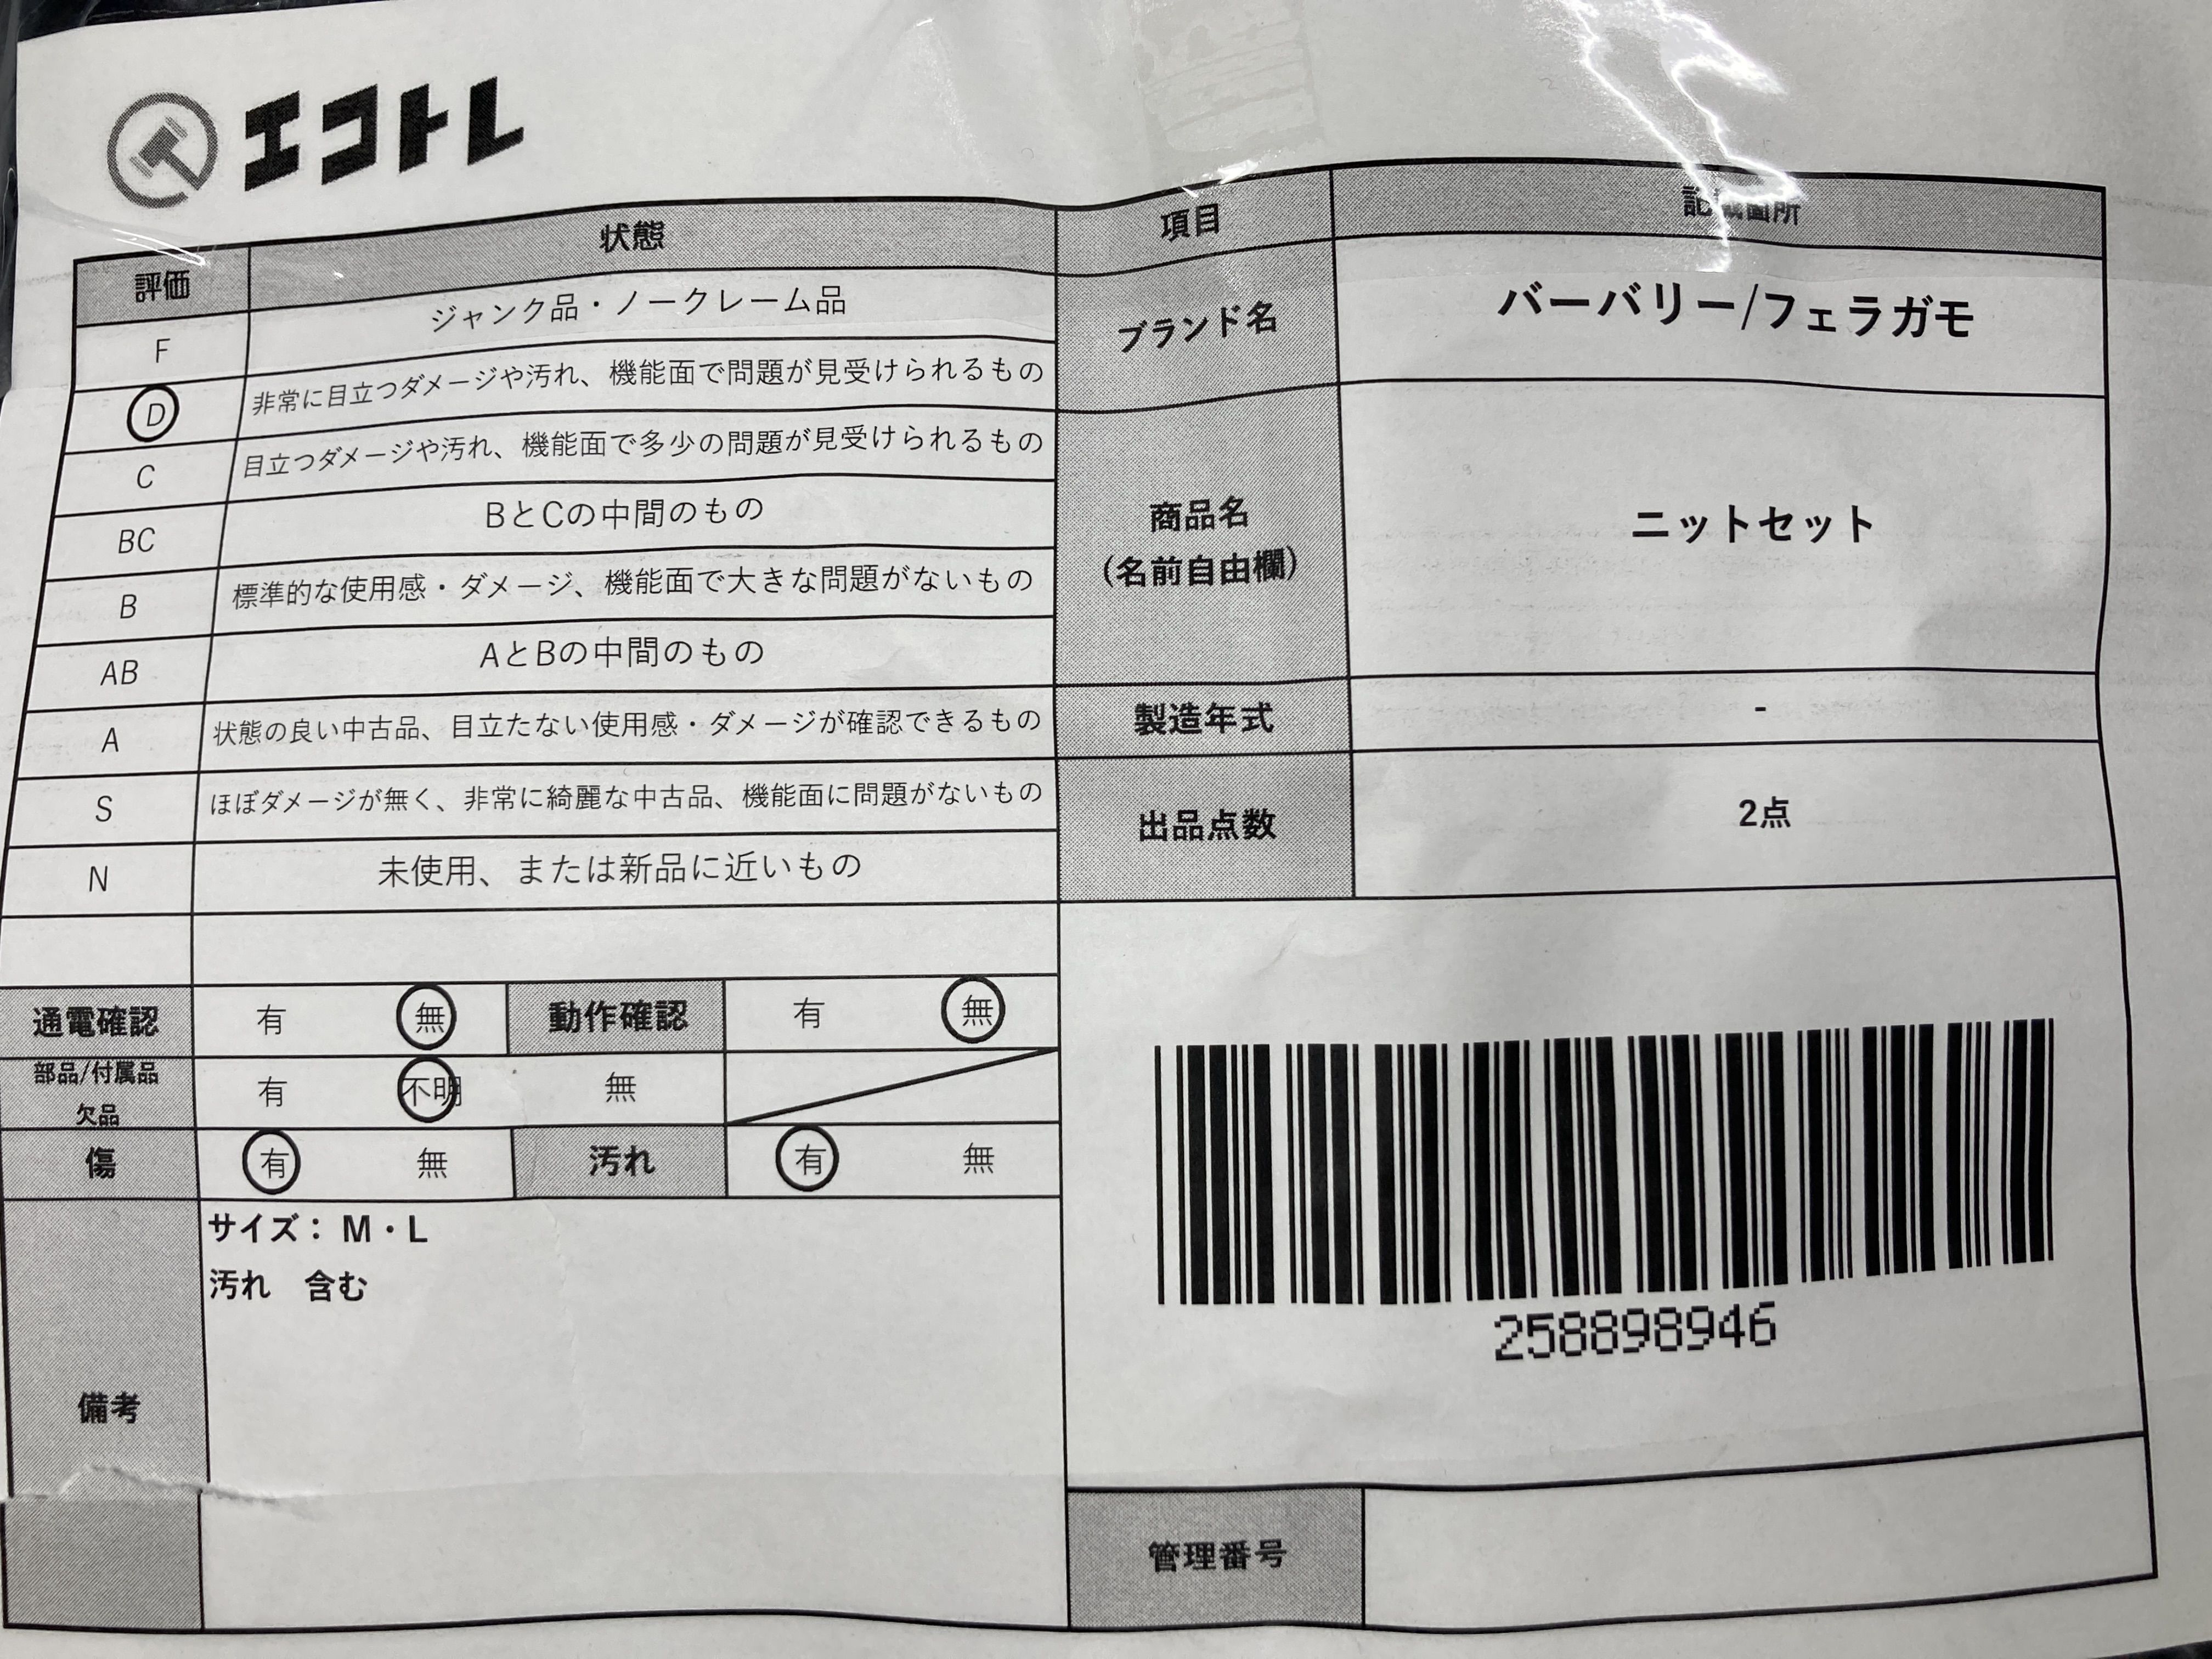 エコトレ
評価 状態
F ジャンク品・ノークレーム品
D 非常に目立つダメージや汚れ、機能面で問題が見受けられるもの
C 目立つダメージや汚れ、機能面で多少の問題が見受けられるもの
BC BとCの中間のもの
B 標準的な使用感・ダメージ、機能面で大きな問題がないもの
AB AとBの中間のもの
A 状態の良い中古品、目立たない使用感・ダメージが確認できるもの
S ほぼダメージが無く、非常に綺麗な中古品、機能面に問題がないもの
N 未使用、または新品に近いもの
通電確認 有 無 動作確認 有 無
部品/付属品
欠品 有 不明 無
傷 有 無 汚れ 有 無
備考
サイズ：M・L
汚れ　含む
項目 記載箇所
ブランド名 バーバリー/フェラガモ
商品名
（名前自由欄） ニットセット
製造年式 -
出品点数 2点
258898946
管理番号